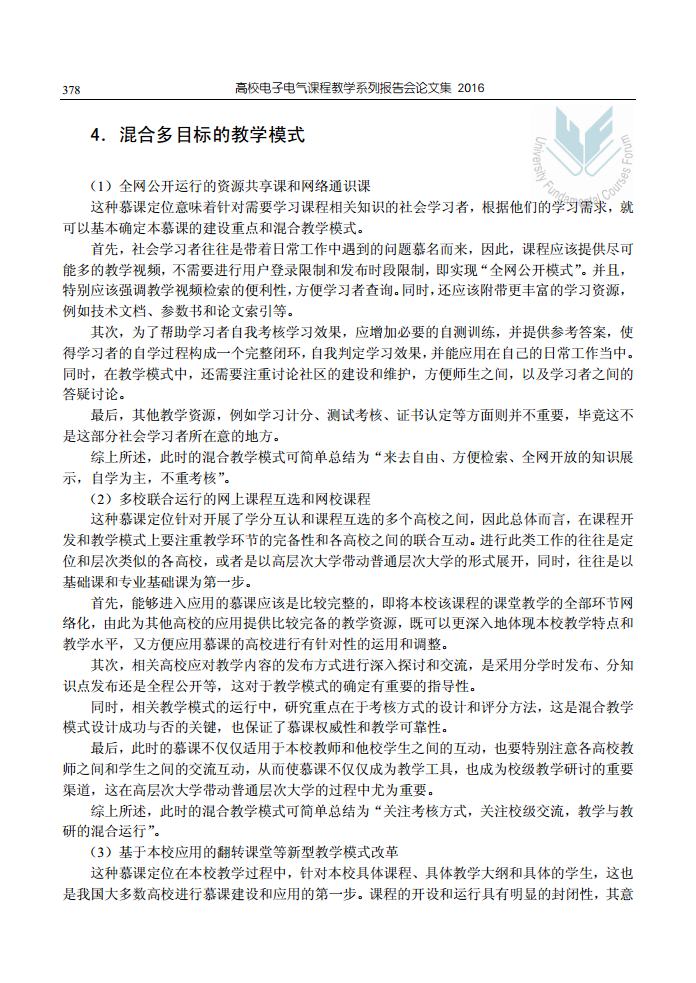 378
高校电子电气课程教学系列报告会论文集 2016
University Fundamental Courses Forum
4．混合多目标的教学模式
（1）全网公开运行的资源共享课和网络通识课
这种慕课定位意味着针对需要学习课程相关知识的社会学习者，根据他们的学习需求，就
可以基本确定本慕课的建设重点和混合教学模式。
首先，社会学习者往往是带着日常工作中遇到的问题慕名而来，因此，课程应该提供尽可
能多的教学视频，不需要进行用户登录限制和发布时段限制，即实现“全网公开模式”。并且，
特别应该强调教学视频检索的便利性，方便学习者查询。同时，还应该附带更丰富的学习资源，
例如技术文档、参数书和论文索引等。
其次，为了帮助学习者自我考核学习效果，应增加必要的自测训练，并提供参考答案，使
得学习者的自学过程构成一个完整闭环，自我判定学习效果，并能应用在自己的日常工作当中。
同时，在教学模式中，还需要注重讨论社区的建设和维护，方便师生之间，以及学习者之间的
答疑讨论。
最后，其他教学资源，例如学习计分、测试考核、证书认定等方面则并不重要，毕竟这不
是这部分社会学习者所在意的地方。
综上所述，此时的混合教学模式可简单总结为“来去自由、方便检索、全网开放的知识展
示，自学为主，不重考核”。
（2）多校联合运行的网上课程互选和网校课程
这种慕课定位针对开展了学分互认和课程互选的多个高校之间，因此总体而言，在课程开
发和教学模式上要注重教学环节的完备性和各高校之间的联合互动。进行此类工作的往往是定
位和层次类似的各高校，或者是以高层次大学带动普通层次大学的形式展开，同时，往往是以
基础课和专业基础课为第一步。
首先，能够进入应用的慕课应该是比较完整的，即将本校该课程的课堂教学的全部环节网
络化，由此为其他高校的应用提供比较完备的教学资源，既可以更深入地体现本校教学特点和
教学水平，又方便应用慕课的高校进行有针对性的运用和调整。
其次，相关高校应对教学内容的发布方式进行深入探讨和交流，是采用分学时发布、分知
识点发布还是全程公开等，这对于教学模式的确定有重要的指导性。
同时，相关教学模式的运行中，研究重点在于考核方式的设计和评分方法，这是混合教学
模式设计成功与否的关键，也保证了慕课权威性和教学可靠性。
最后，此时的慕课不仅仅适用于本校教师和他校学生之间的互动，也要特别注意各高校教
师之间和学生之间的交流互动，从而使慕课不仅仅成为教学工具，也成为校级教学研讨的重要
渠道，这在高层次大学带动普通层次大学的过程中尤为重要。
综上所述，此时的混合教学模式可简单总结为“关注考核方式，关注校级交流，教学与教
研的混合运行”。
（3）基于本校应用的翻转课堂等新型教学模式改革
这种慕课定位在本校教学过程中，针对本校具体课程、具体教学大纲和具体的学生，这也
是我国大多数高校进行慕课建设和应用的第一步。课程的开设和运行具有明显的封闭性，其意